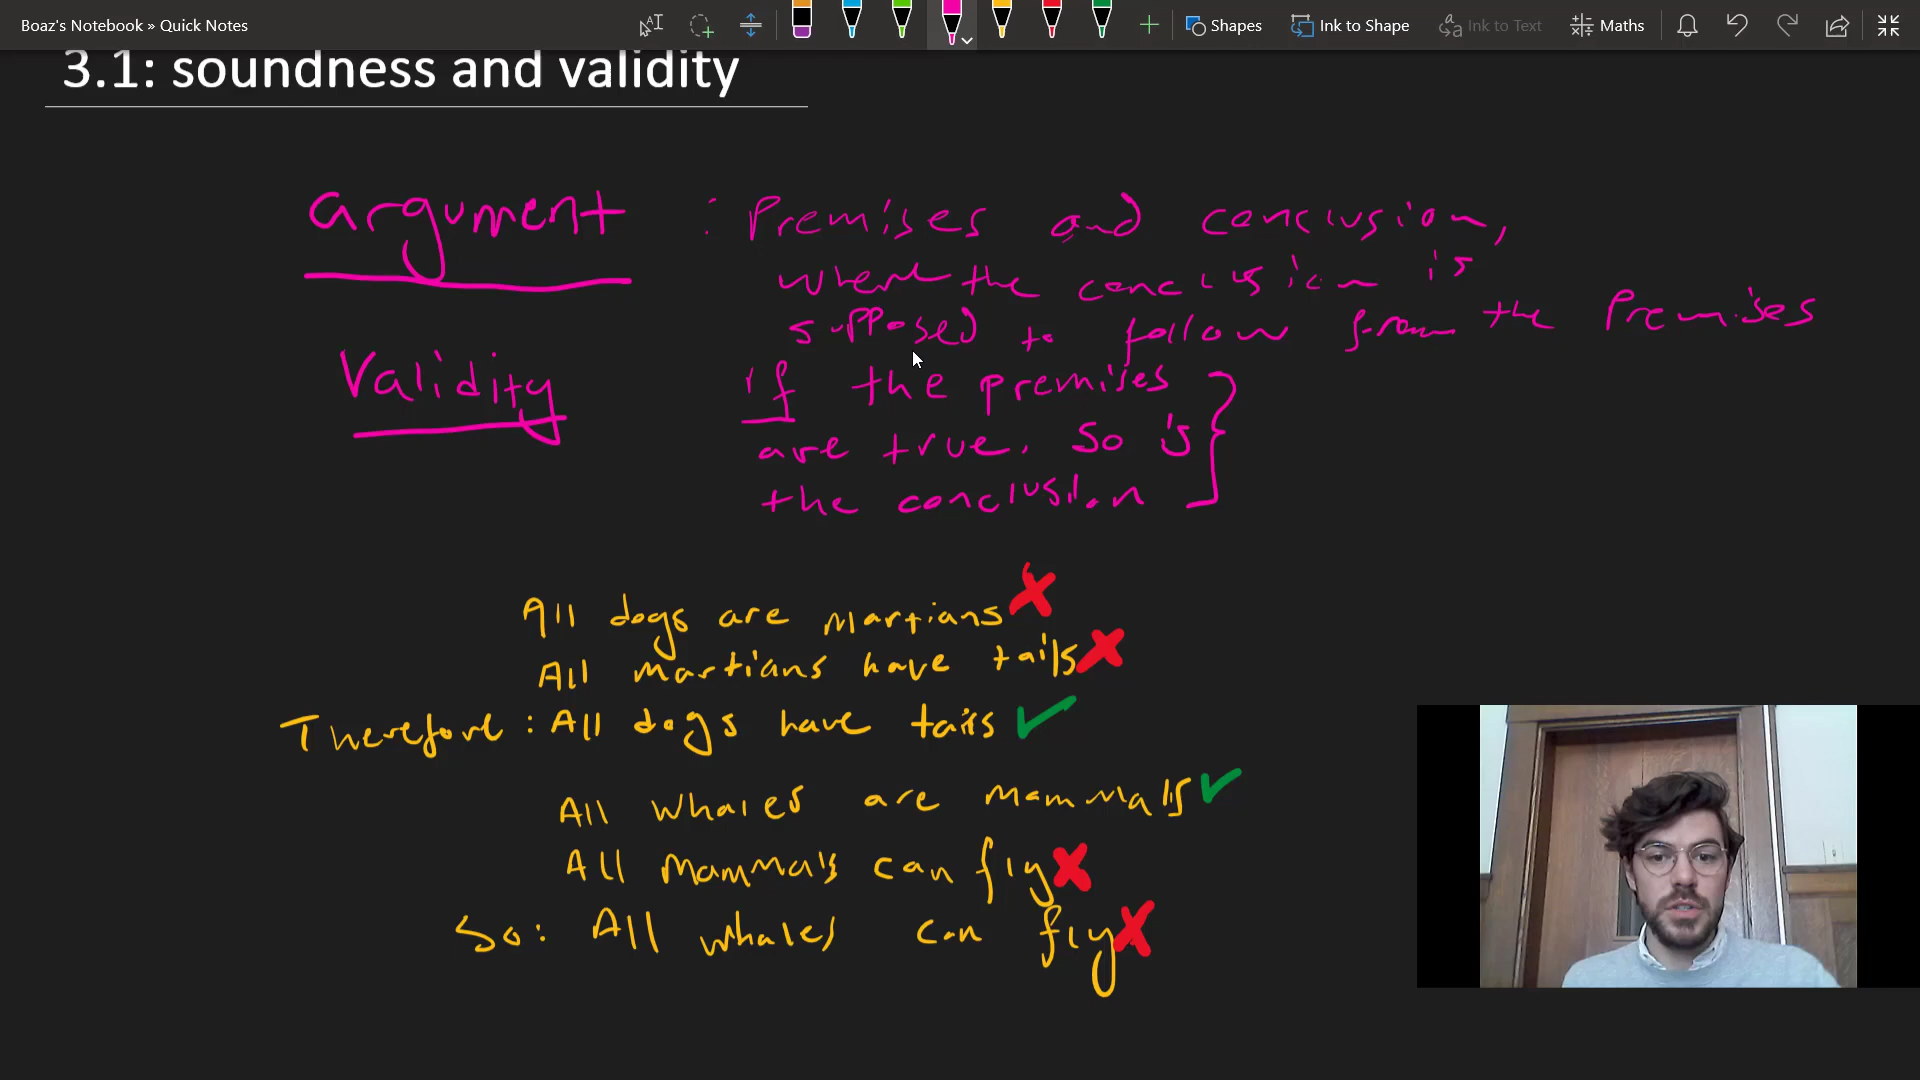 Boaz's Notebook » Quick Notes
Shapes
Ink to Shape
Ink to Text
Maths
3.1: soundness and validity
argument : Premises and conclusion,
where the conclusion is
supposed to follow from the Premises
Validity if the premises
are true, so is
the conclusion
All dogs are Martians
All martians have tails
Therefore: All dogs have tails
All whales are mammals
All mammals can fly
So: All whales can fly